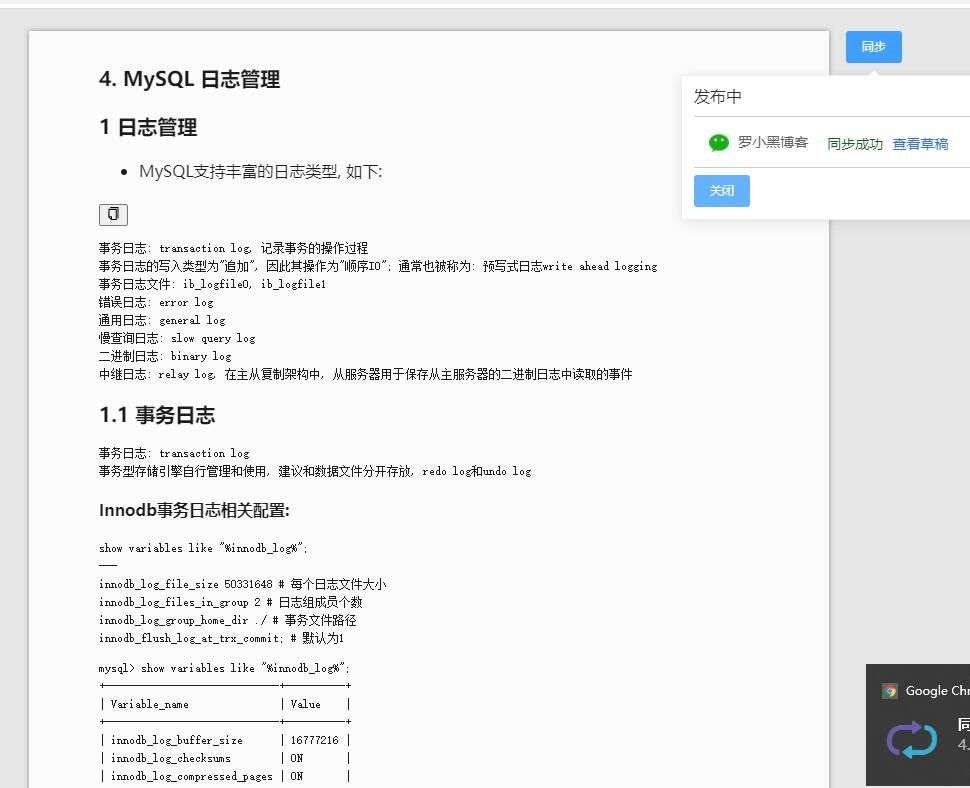 4. MySQL 日志管理
1 日志管理
• MySQL支持丰富的日志类型, 如下:
事务日志: transaction log, 记录事务的操作过程
事务日志的写入类型为"追加", 因此其操作为"顺序IO"; 通常也被称为: 预写式日志write ahead logging
事务日志文件: ib_logfile0, ib_logfile1
错误日志: error log
通用日志: general log
慢查询日志: slow query log
二进制日志: binary log
中继日志: relay log, 在主从复制架构中, 从服务器用于保存从主服务器的二进制日志中读取的事件
1.1 事务日志
事务日志: transaction log
事务型存储引擎自行管理和使用, 建议和数据文件分开存放, redo log和undo log
Innodb事务日志相关配置:
show variables like "%innodb_log%";
——
innodb_log_file_size 50331648 # 每个日志文件大小
innodb_log_files_in_group 2 # 日志组成员个数
innodb_log_group_home_dir ./ # 事务文件路径
innodb_flush_log_at_trx_commit; # 默认为1
mysql> show variables like "%innodb_log%";
+-----------------------------+----------+
| Variable_name | Value |
+-----------------------------+----------+
| innodb_log_buffer_size | 16777216 |
| innodb_log_checksums | ON |
| innodb_log_compressed_pages | ON |
同步
发布中
罗小黑博客 同步成功 查看草稿
关闭
Google Chr
同
4.